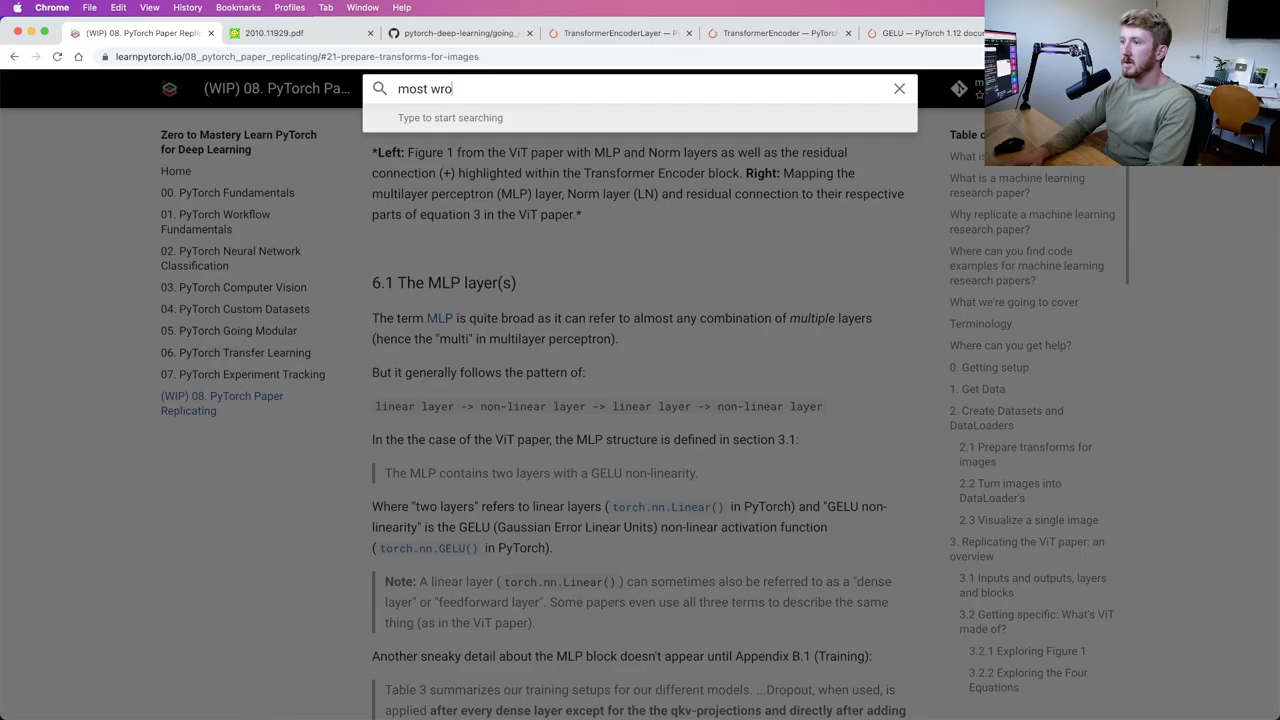 Chrome File Edit View History Bookmarks Profiles Tab Window Help
(WIP) 08. PyTorch Paper Repli
2010.11929.pdf
pytorch-deep-learning/going_
TransformerEncoderLayer — P
TransformerEncoder — PyTorc
GELU — PyTorch 1.12 docu
learnpytorch.io/08_pytorch_paper_replicating/#21-prepare-transforms-for-images
(WIP) 08. PyTorch Pa...
most wro
Type to start searching
Zero to Mastery Learn PyTorch
for Deep Learning
Home
00. PyTorch Fundamentals
01. PyTorch Workflow
Fundamentals
02. PyTorch Neural Network
Classification
03. PyTorch Computer Vision
04. PyTorch Custom Datasets
05. PyTorch Going Modular
06. PyTorch Transfer Learning
07. PyTorch Experiment Tracking
(WIP) 08. PyTorch Paper
Replicating
*Left: Figure 1 from the ViT paper with MLP and Norm layers as well as the residual
connection (+) highlighted within the Transformer Encoder block. Right: Mapping the
multilayer perceptron (MLP) layer, Norm layer (LN) and residual connection to their respective
parts of equation 3 in the ViT paper.*
6.1 The MLP layer(s)
The term MLP is quite broad as it can refer to almost any combination of multiple layers
(hence the "multi" in multilayer perceptron).
But it generally follows the pattern of:
linear layer -> non-linear layer -> linear layer -> non-linear layer
In the the case of the ViT paper, the MLP structure is defined in section 3.1:
The MLP contains two layers with a GELU non-linearity.
Where "two layers" refers to linear layers ( torch.nn.Linear() in PyTorch) and "GELU non-
linearity" is the GELU (Gaussian Error Linear Units) non-linear activation function
( torch.nn.GELU() in PyTorch).
Note: A linear layer ( torch.nn.Linear() ) can sometimes also be referred to as a "dense
layer" or "feedforward layer". Some papers even use all three terms to describe the same
thing (as in the ViT paper).
Another sneaky detail about the MLP block doesn't appear until Appendix B.1 (Training):
Table 3 summarizes our training setups for our different models. ...Dropout, when used, is
applied after every dense layer except for the the qkv-projections and directly after adding
Table o
What is
What is a machine learning
research paper?
Why replicate a machine learning
research paper?
Where can you find code
examples for machine learning
research papers?
What we're going to cover
Terminology
Where can you get help?
0. Getting setup
1. Get Data
2. Create Datasets and
DataLoaders
2.1 Prepare transforms for
images
2.2 Turn images into
DataLoader's
2.3 Visualize a single image
3. Replicating the ViT paper: an
overview
3.1 Inputs and outputs, layers
and blocks
3.2 Getting specific: What's ViT
made of?
3.2.1 Exploring Figure 1
3.2.2 Exploring the Four
Equations